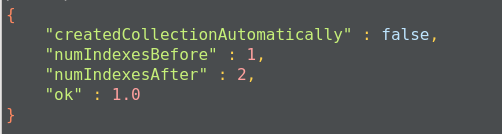 {
"createdCollectionAutomatically" : false,
"numIndexesBefore" : 1,
"numIndexesAfter" : 2,
"ok" : 1.0
}